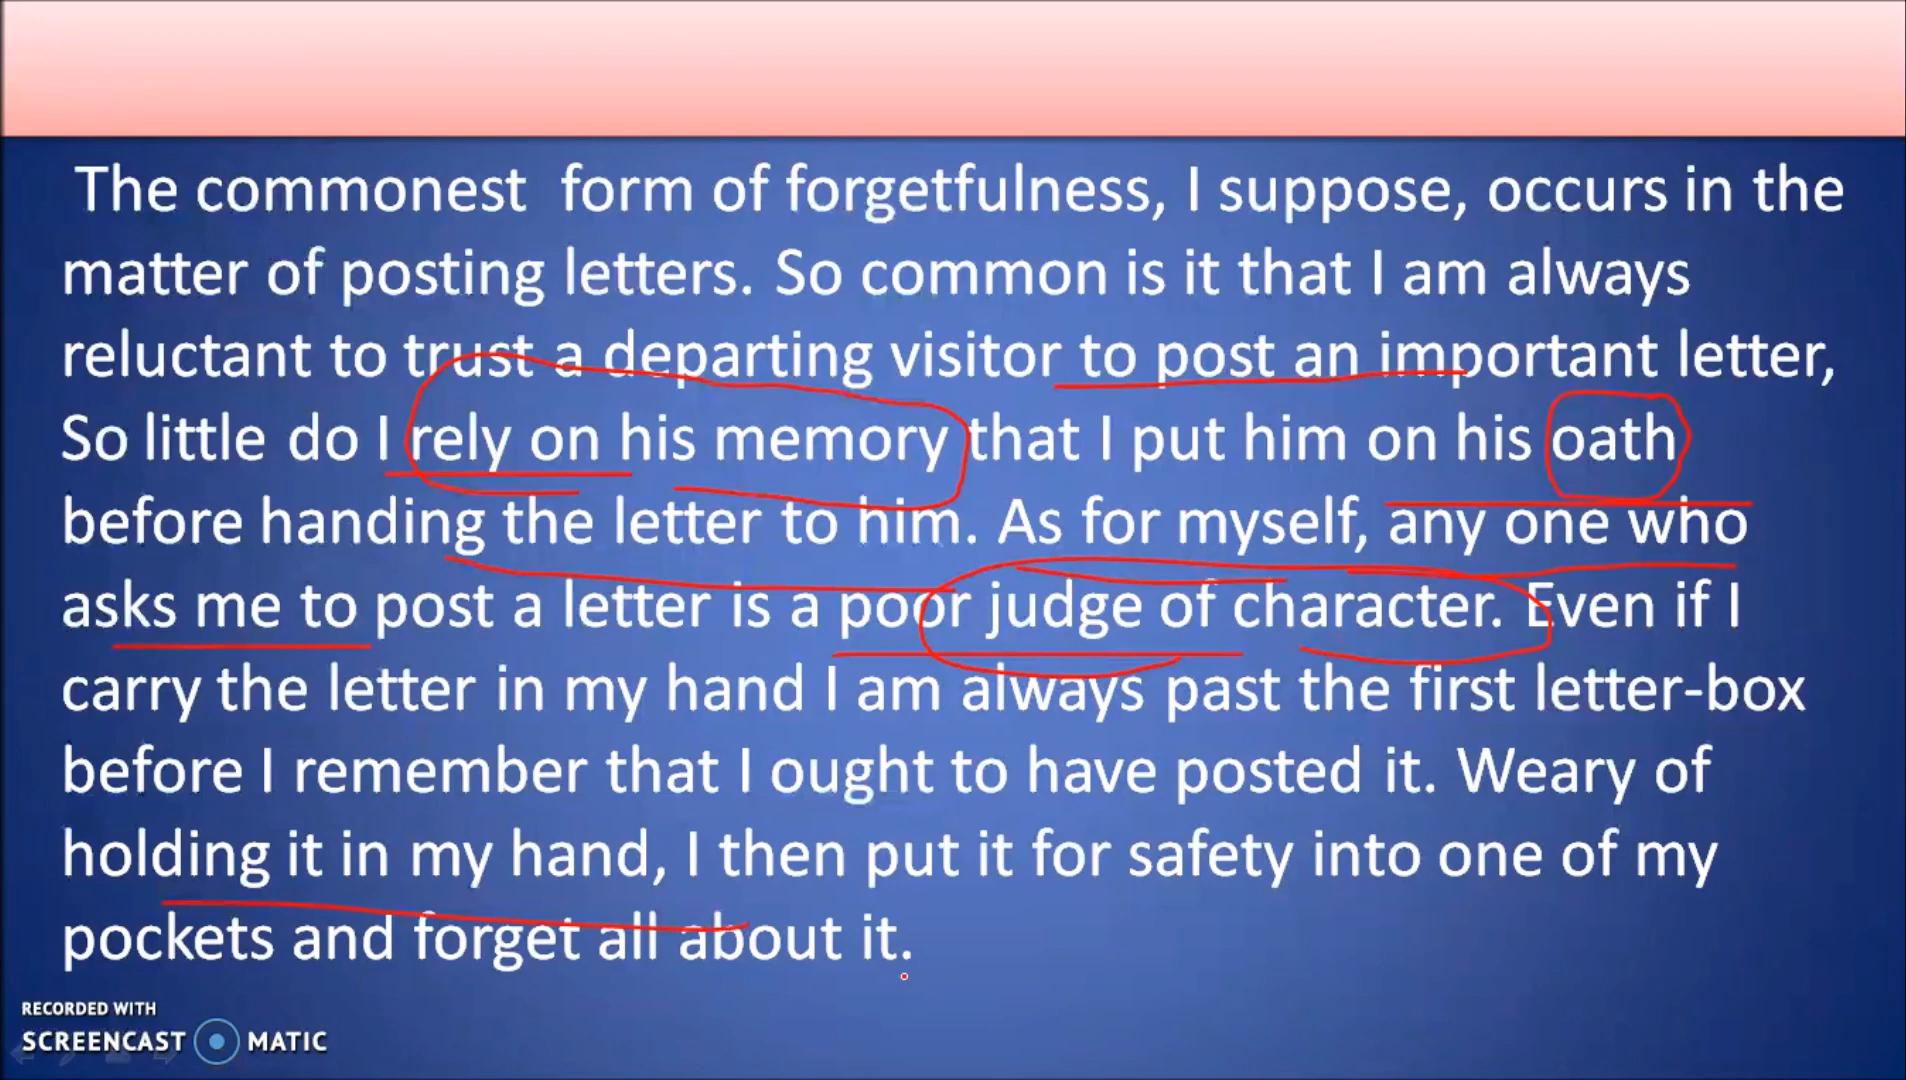 The commonest form of forgetfulness, I suppose, occurs in the
matter of posting letters. So common is it that I am always
reluctant to trust a departing visitor to post an important letter,
So little do I rely on his memory that I put him on his oath
before handing the letter to him. As for myself, any one who
asks me to post a letter is a poor judge of character. Even if I
carry the letter in my hand I am always past the first letter-box
before I remember that I ought to have posted it. Weary of
holding it in my hand, I then put it for safety into one of my
pockets and forget all about it.
RECORDED WITH
SCREENCAST MATIC